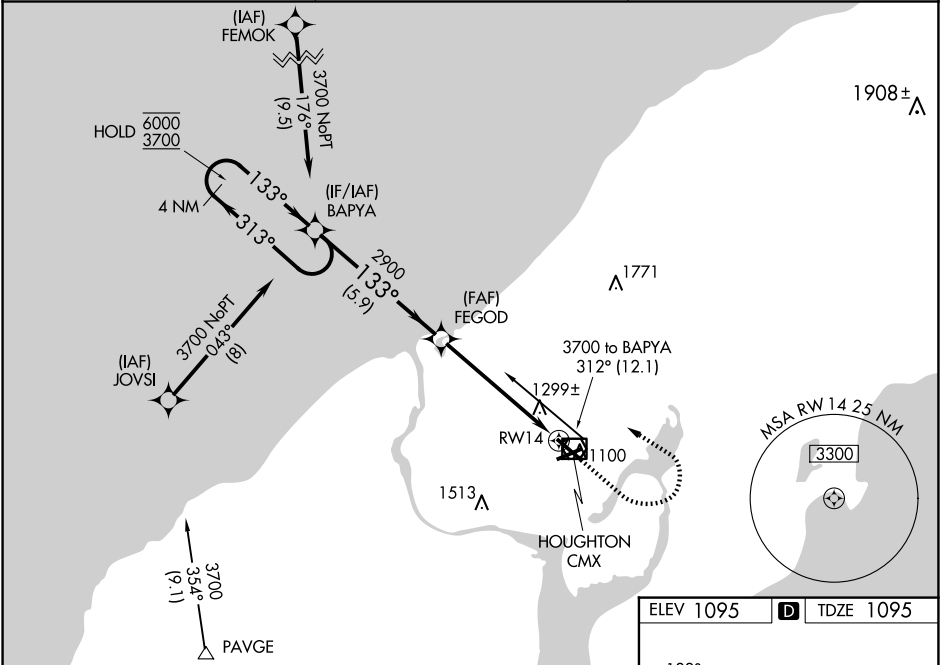 (IAF)
FEMOK
3700 NoPT
176°
(9.5)
1908±
HOLD 6000
3700
4 NM
133°
313°
(IF/IAF)
BAPYA
2900
133°
(5.9)
1771
(FAF)
FEGOD
3700 NoPT
043°
(8)
(IAF)
JOVSI
3700 to BAPYA
312° (12.1)
1299±
RW14
1100
MSA RW14 25 NM
3300
1513
HOUGHTON
CMX
3700
354°
(9.1)
PAVGE
ELEV 1095 D TDZE 1095